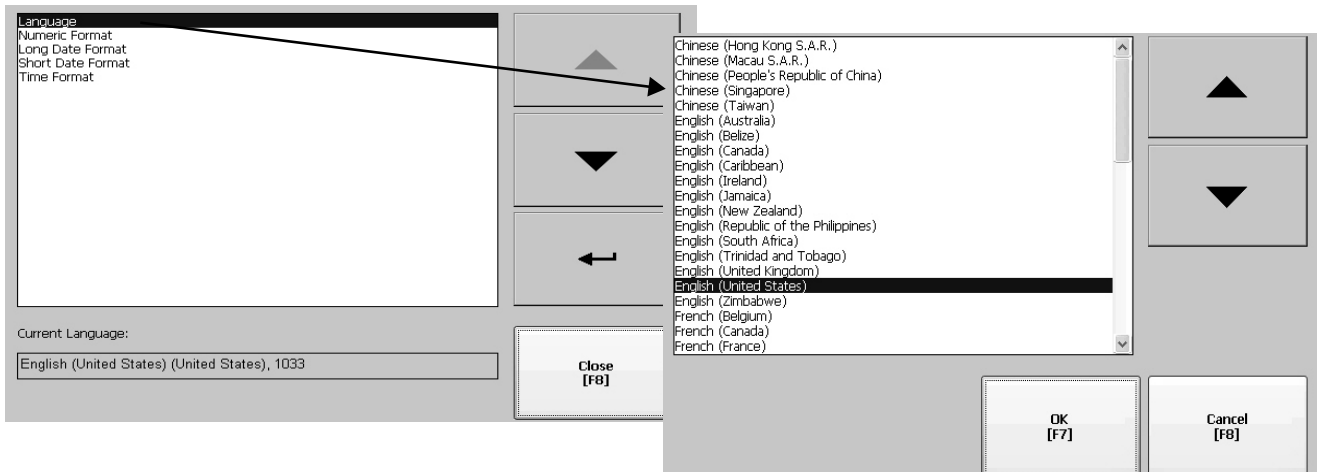 Language
Numeric Format
Long Date Format
Short Date Format
Time Format
Current Language:
English (United States) (United States), 1033
Close
[F8]
Chinese (Hong Kong S.A.R.)
Chinese (Macau S.A.R.)
Chinese (People's Republic of China)
Chinese (Singapore)
Chinese (Taiwan)
English (Australia)
English (Belize)
English (Canada)
English (Caribbean)
English (Ireland)
English (Jamaica)
English (New Zealand)
English (Republic of the Philippines)
English (South Africa)
English (Trinidad and Tobago)
English (United Kingdom)
English (United States)
English (Zimbabwe)
French (Belgium)
French (Canada)
French (France)
OK
[F7]
Cancel
[F8]